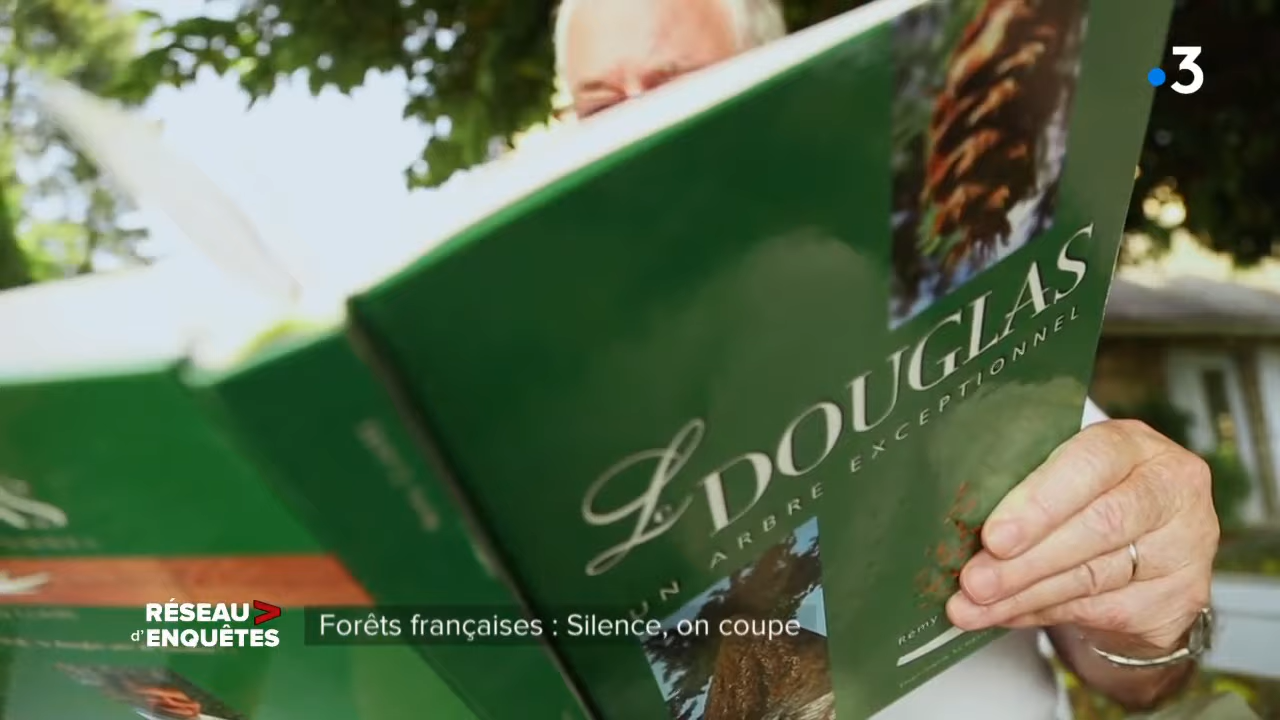 3
Le DOUGLAS
UN ARBRE EXCEPTIONNEL
Rémy
RÉSEAU
d'ENQUÊTES
Forêts françaises : Silence, on coupe